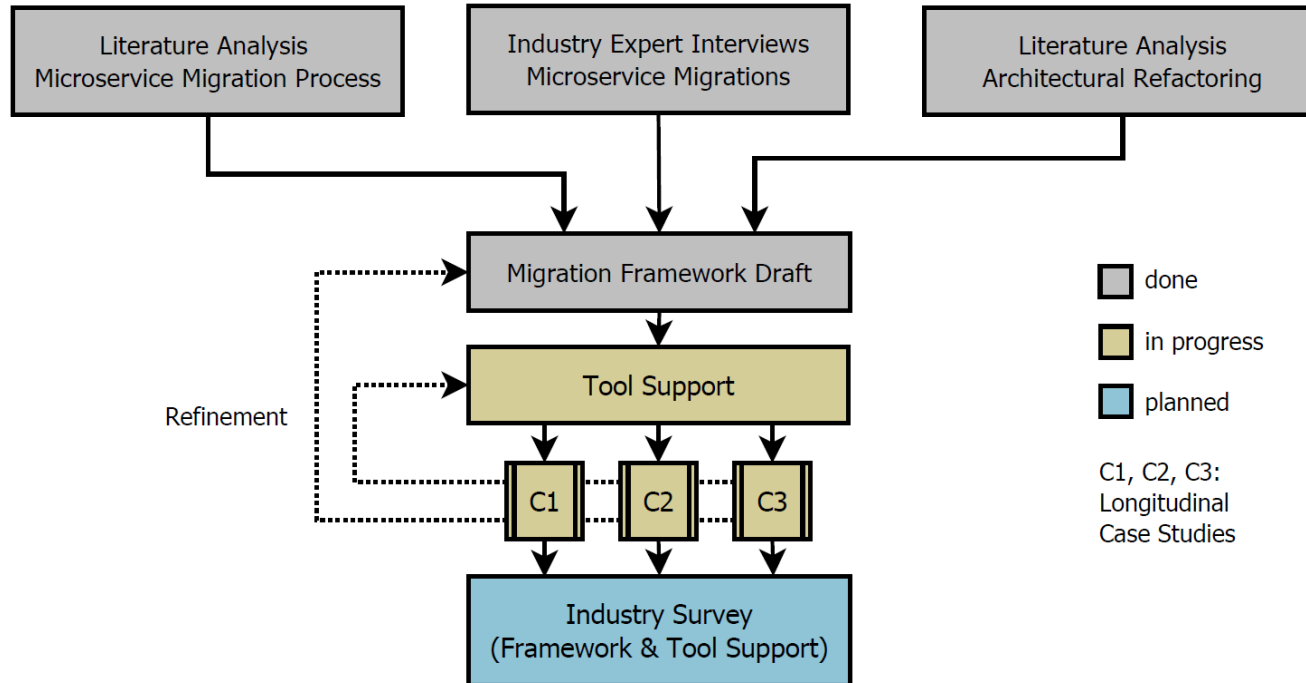 Literature Analysis
Microservice Migration Process
Industry Expert Interviews
Microservice Migrations
Literature Analysis
Architectural Refactoring
Migration Framework Draft
done
in progress
Tool Support
planned
Refinement
C1
C2
C3
C1, C2, C3:
Longitudinal
Case Studies
Industry Survey
(Framework & Tool Support)